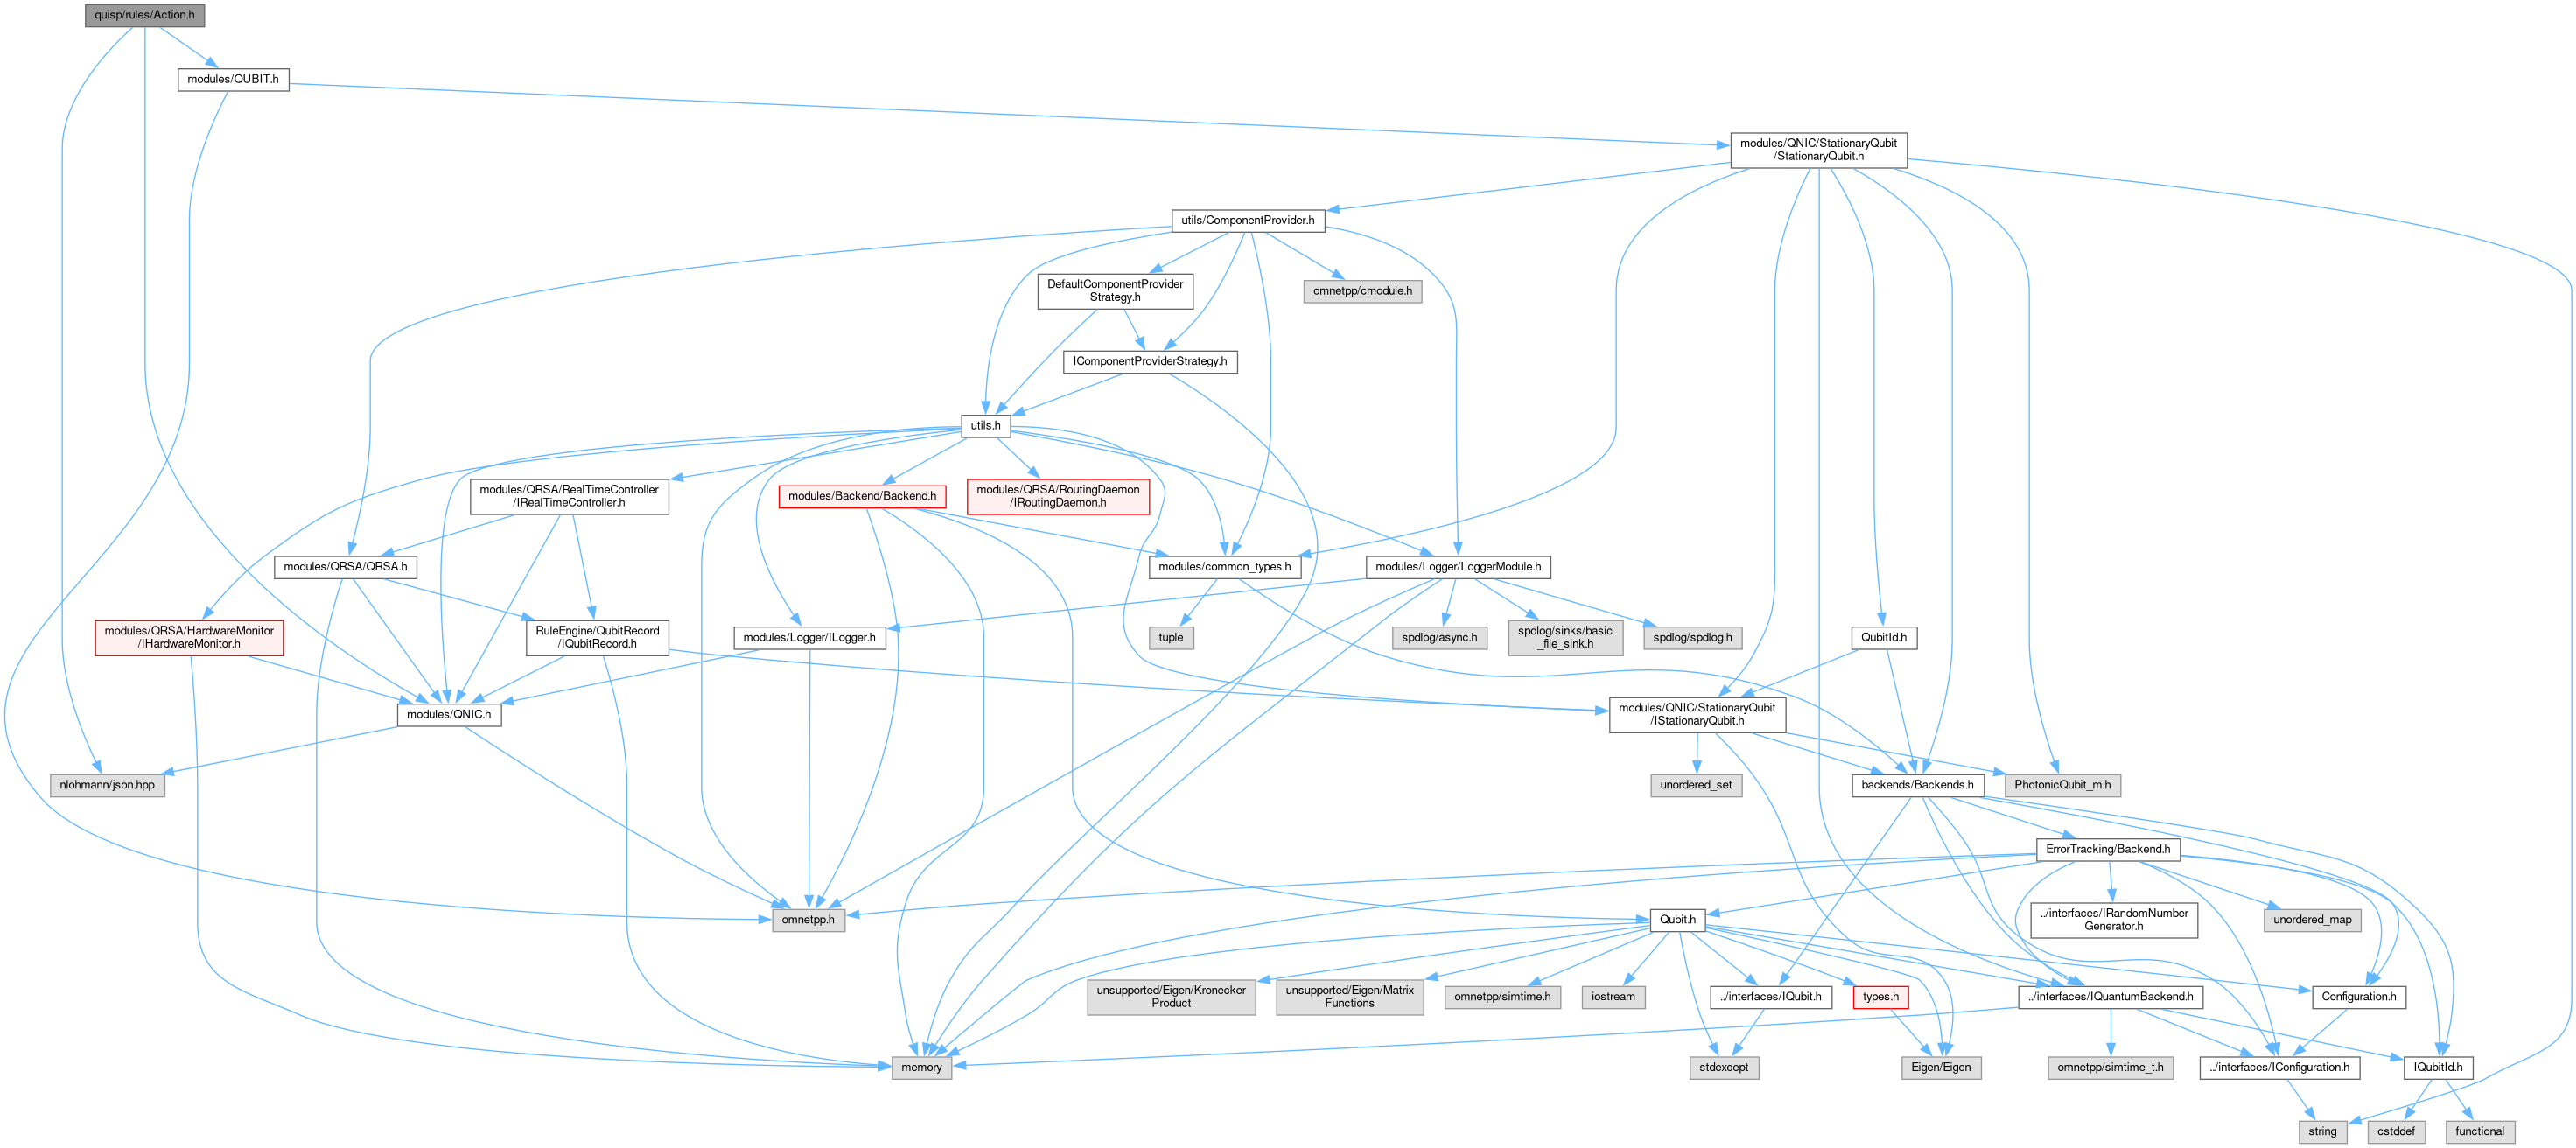 quisp/rules/Action.h
modules/QUBIT.h
modules/QNIC/StationaryQubit
/StationaryQubit.h
utils/ComponentProvider.h
DefaultComponentProvider
Strategy.h
omnetpp/cmodule.h
IComponentProviderStrategy.h
utils.h
modules/QRSA/RealTimeController
/IRealTimeController.h
modules/Backend/Backend.h
modules/QRSA/RoutingDaemon
/IRoutingDaemon.h
modules/QRSA/QRSA.h
modules/common_types.h
modules/Logger/LoggerModule.h
modules/QRSA/HardwareMonitor
/IHardwareMonitor.h
RuleEngine/QubitRecord
/IQubitRecord.h
modules/Logger/ILogger.h
tuple
spdlog/async.h
spdlog/sinks/basic
_file_sink.h
spdlog/spdlog.h
QubitId.h
modules/QNIC.h
modules/QNIC/StationaryQubit
/IStationaryQubit.h
nlohmann/json.hpp
unordered_set
backends/Backends.h
PhotonicQubit_m.h
ErrorTracking/Backend.h
omnetpp.h
Qubit.h
../interfaces/IRandomNumber
Generator.h
unordered_map
unsupported/Eigen/Kronecker
Product
unsupported/Eigen/Matrix
Functions
omnetpp/simtime.h
iostream
../interfaces/IQubit.h
types.h
../interfaces/IQuantumBackend.h
Configuration.h
memory
stdexcept
Eigen/Eigen
omnetpp/simtime_t.h
../interfaces/IConfiguration.h
IQubitId.h
string
cstddef
functional